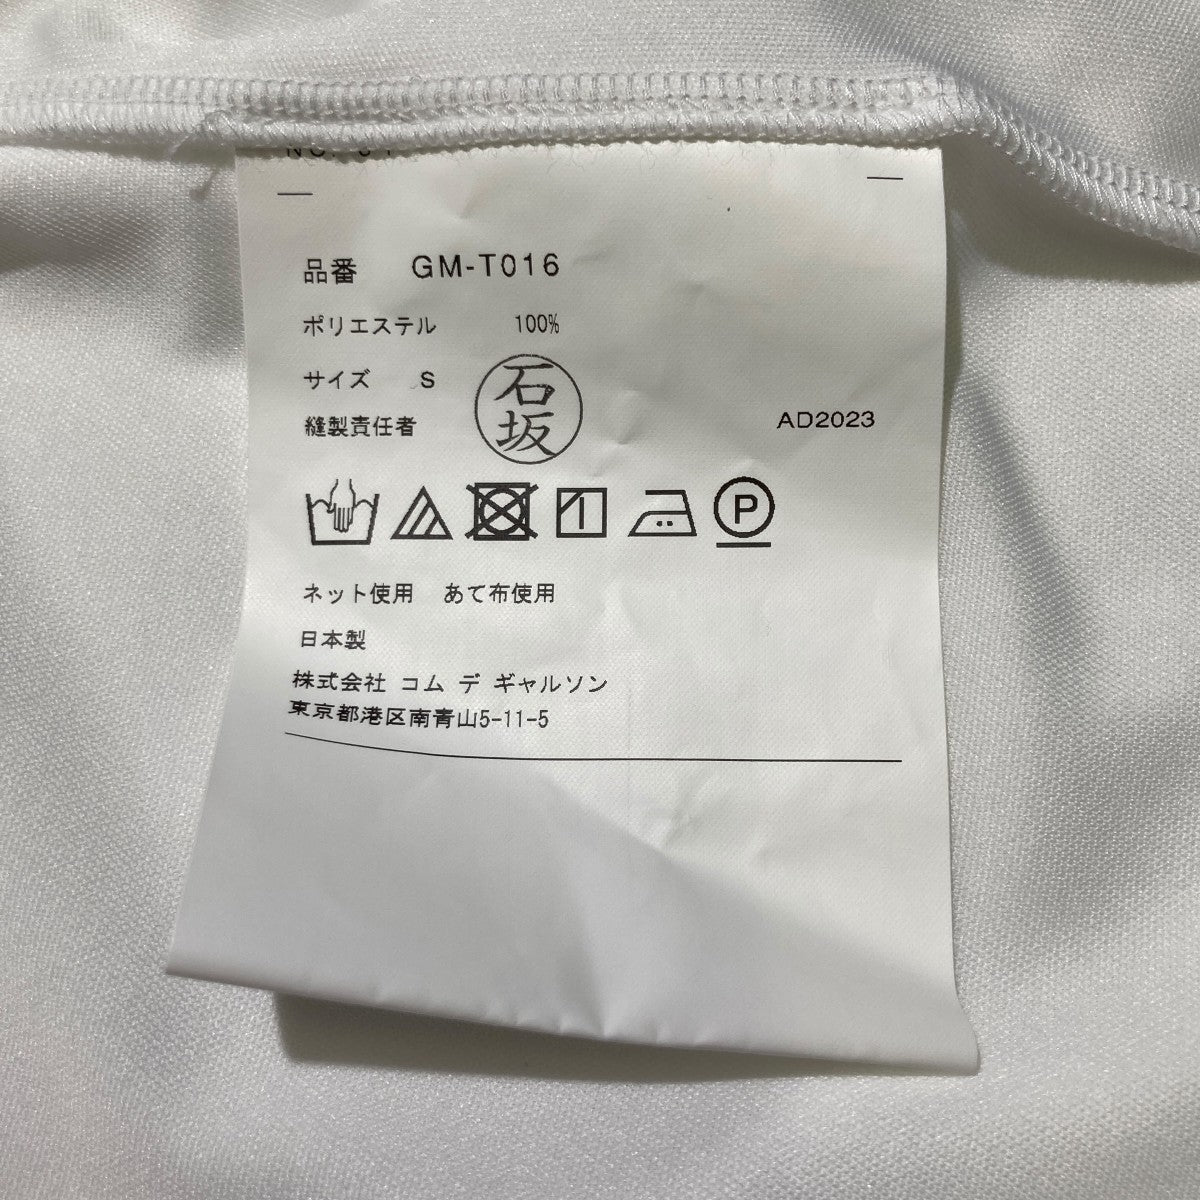 品番 GM-T016
ポリエステル 100%
サイズ S
縫製責任者 石坂
AD2023
P
ネット使用 あて布使用
日本製
株式会社 コム デ ギャルソン
東京都港区南青山5-11-5